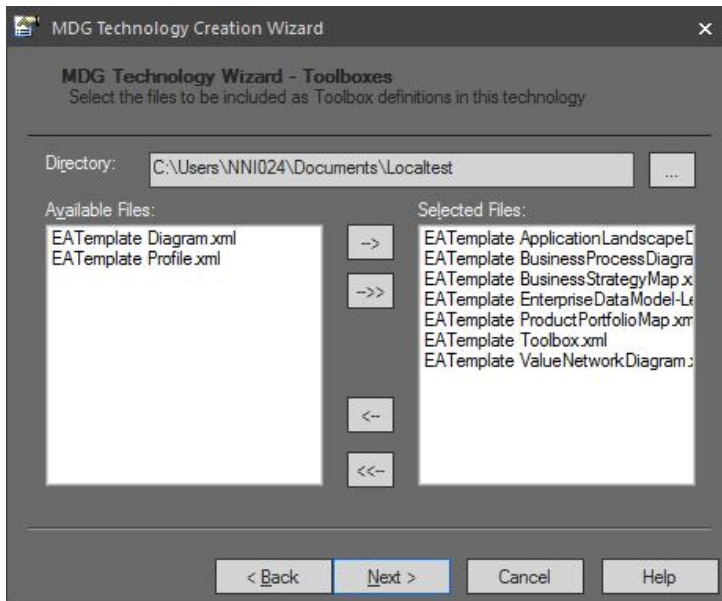 MDG Technology Creation Wizard
MDG Technology Wizard - Toolboxes
Select the files to be included as Toolbox definitions in this technology
Directory:
C:\Users\NNI024\Documents\Localtest
...
Available Files:
EATemplate Diagram.xml
EATemplate Profile.xml
-->
-->>
<--
<<--
Selected Files:
EATemplate ApplicationLandscapeD
EATemplate BusinessProcessDiagra
EATemplate BusinessStrategyMap.x
EATemplate EnterpriseDataModel-Le
EATemplate ProductPortfolioMap.xm
EATemplate Toolbox.xml
EATemplate ValueNetworkDiagram.x
< Back
Next >
Cancel
Help